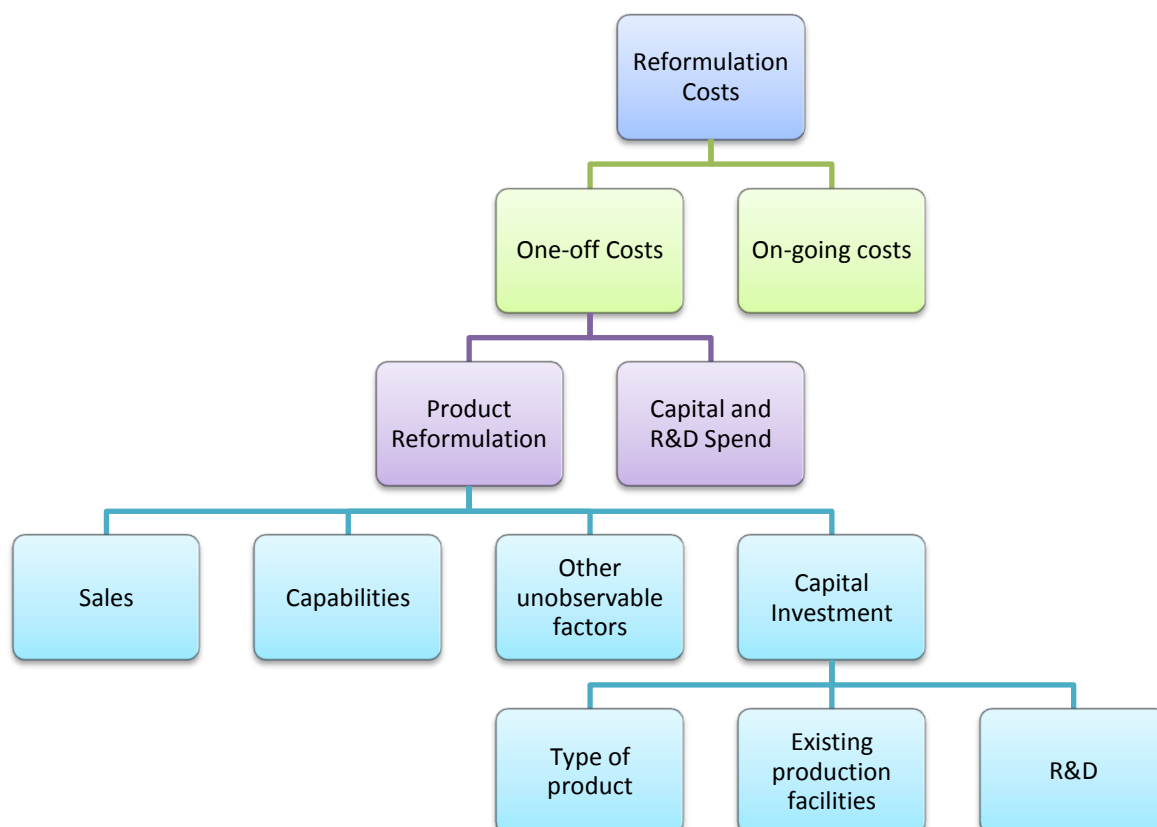 Reformulation
Costs
One-off Costs
On-going costs
Product
Reformulation
Capital and
R&D Spend
Sales
Capabilities
Other
unobservable
factors
Capital
Investment
Type of
product
Existing
production
facilities
R&D